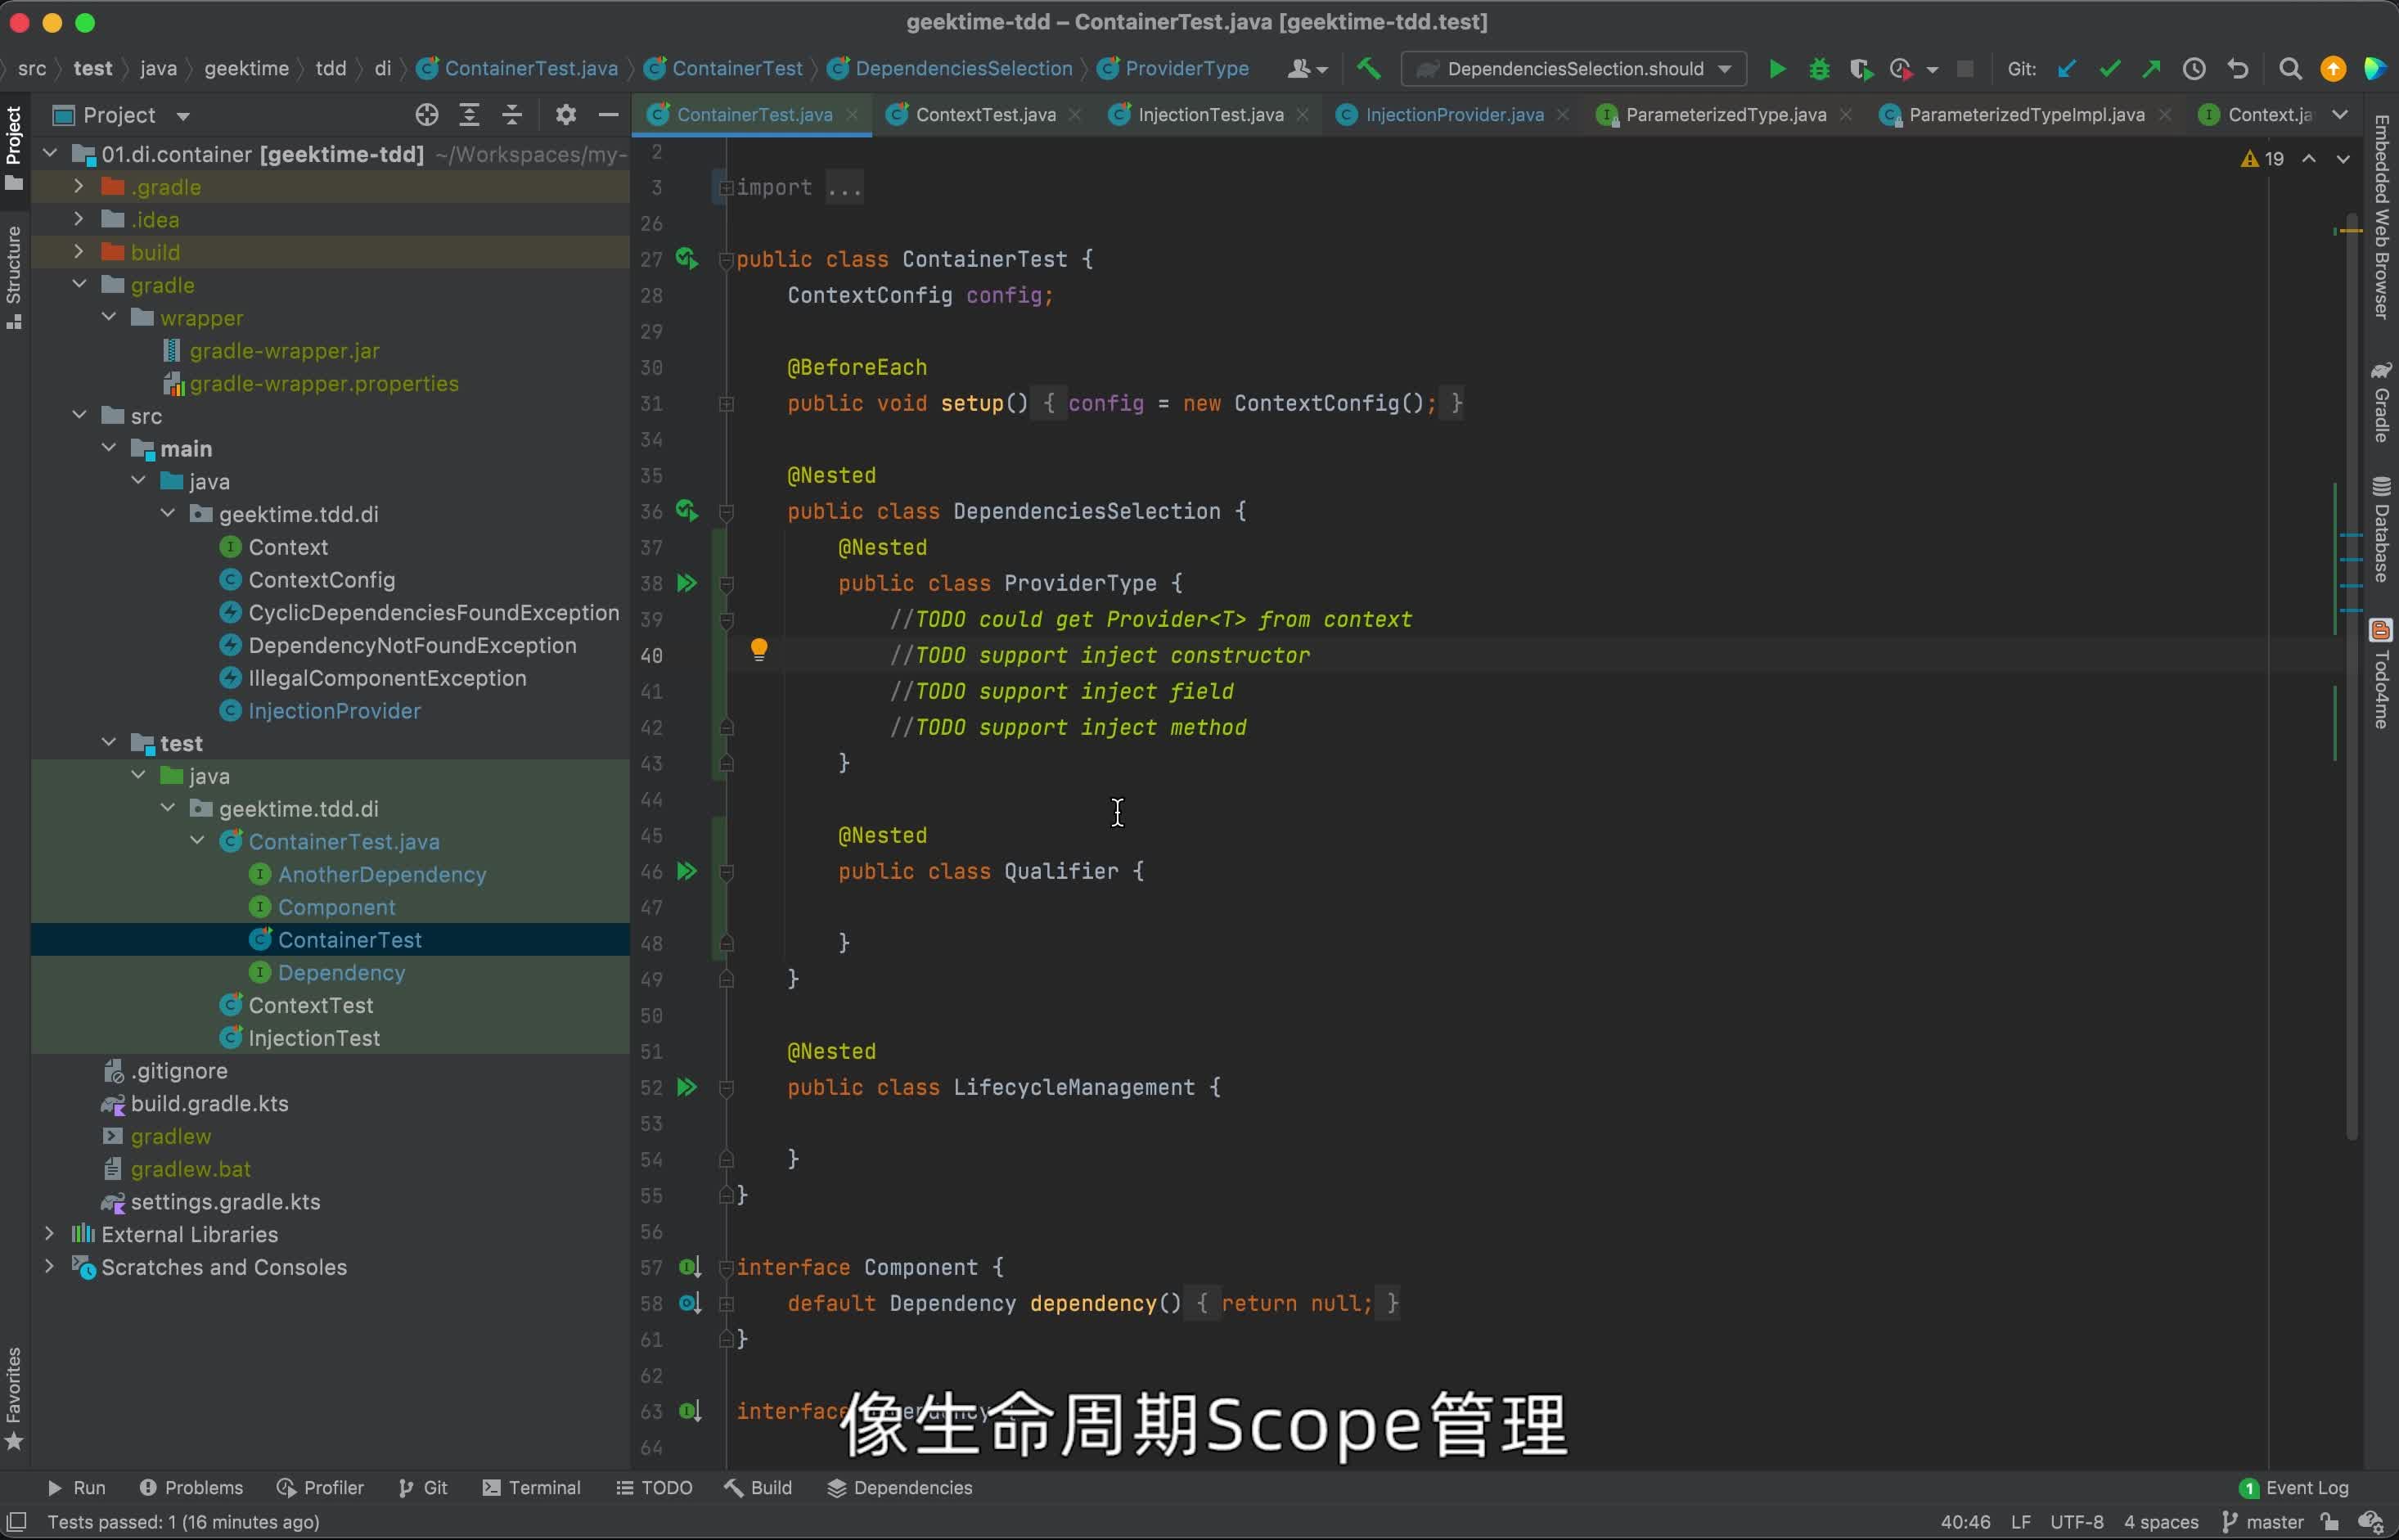 geektime-tdd – ContainerTest.java [geektime-tdd.test]
src test java geektime tdd di ContainerTest.java ContainerTest DependenciesSelection ProviderType DependenciesSelection.should Git:
Project ContainerTest.java ContextTest.java InjectionTest.java InjectionProvider.java ParameterizedType.java ParameterizedTypeImpl.java Context.ja
Project
Structure
Favorites
01.di.container [geektime-tdd] ~/Workspaces/my-
.gradle
.idea
build
gradle
wrapper
gradle-wrapper.jar
gradle-wrapper.properties
src
main
java
geektime.tdd.di
Context
ContextConfig
CyclicDependenciesFoundException
DependencyNotFoundException
IllegalComponentException
InjectionProvider
test
java
geektime.tdd.di
ContainerTest.java
AnotherDependency
Component
ContainerTest
Dependency
ContextTest
InjectionTest
.gitignore
build.gradle.kts
gradlew
gradlew.bat
settings.gradle.kts
External Libraries
Scratches and Consoles
19
2
3 import ...
26
27 public class ContainerTest {
28 ContextConfig config;
29
30 @BeforeEach
31 public void setup() { config = new ContextConfig(); }
34
35 @Nested
36 public class DependenciesSelection {
37 @Nested
38 public class ProviderType {
39 //TODO could get Provider<T> from context
40 //TODO support inject constructor
41 //TODO support inject field
42 //TODO support inject method
43 }
44
45 @Nested
46 public class Qualifier {
47
48 }
49 }
50
51 @Nested
52 public class LifecycleManagement {
53
54 }
55 }
56
57 interface Component {
58 default Dependency dependency() { return null; }
61 }
62
63 interface
64
像生命周期Scope管理
Embedded Web Browser
Gradle
Database
Todo4me
Run Problems Profiler Git Terminal TODO Build Dependencies 1 Event Log
Tests passed: 1 (16 minutes ago) 40:46 LF UTF-8 4 spaces master